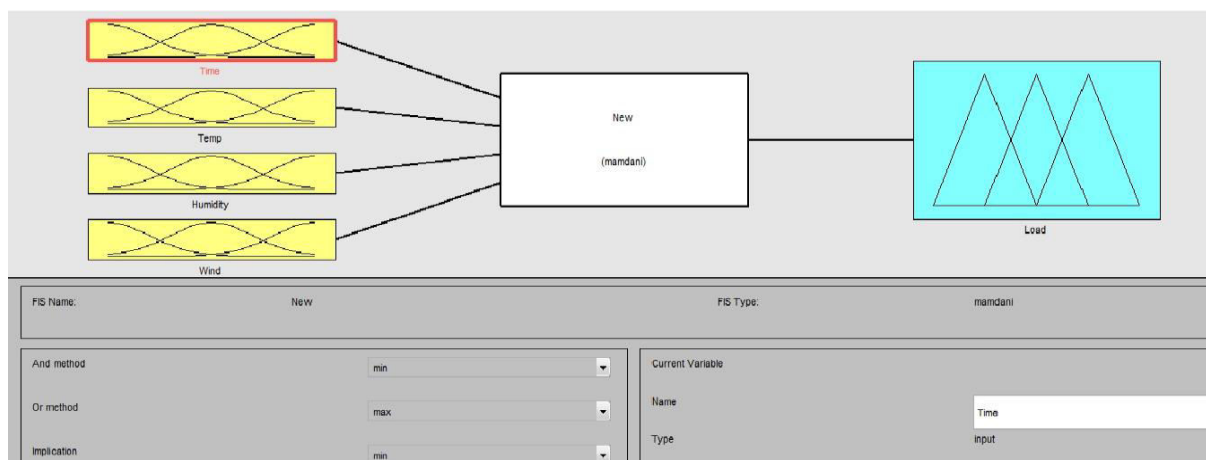 Time
Temp
Humidity
Wind
New
(mamdani)
Load
FIS Name: New FIS Type: mamdani
And method min
Or method max
Implication min
Current Variable
Name Time
Type input